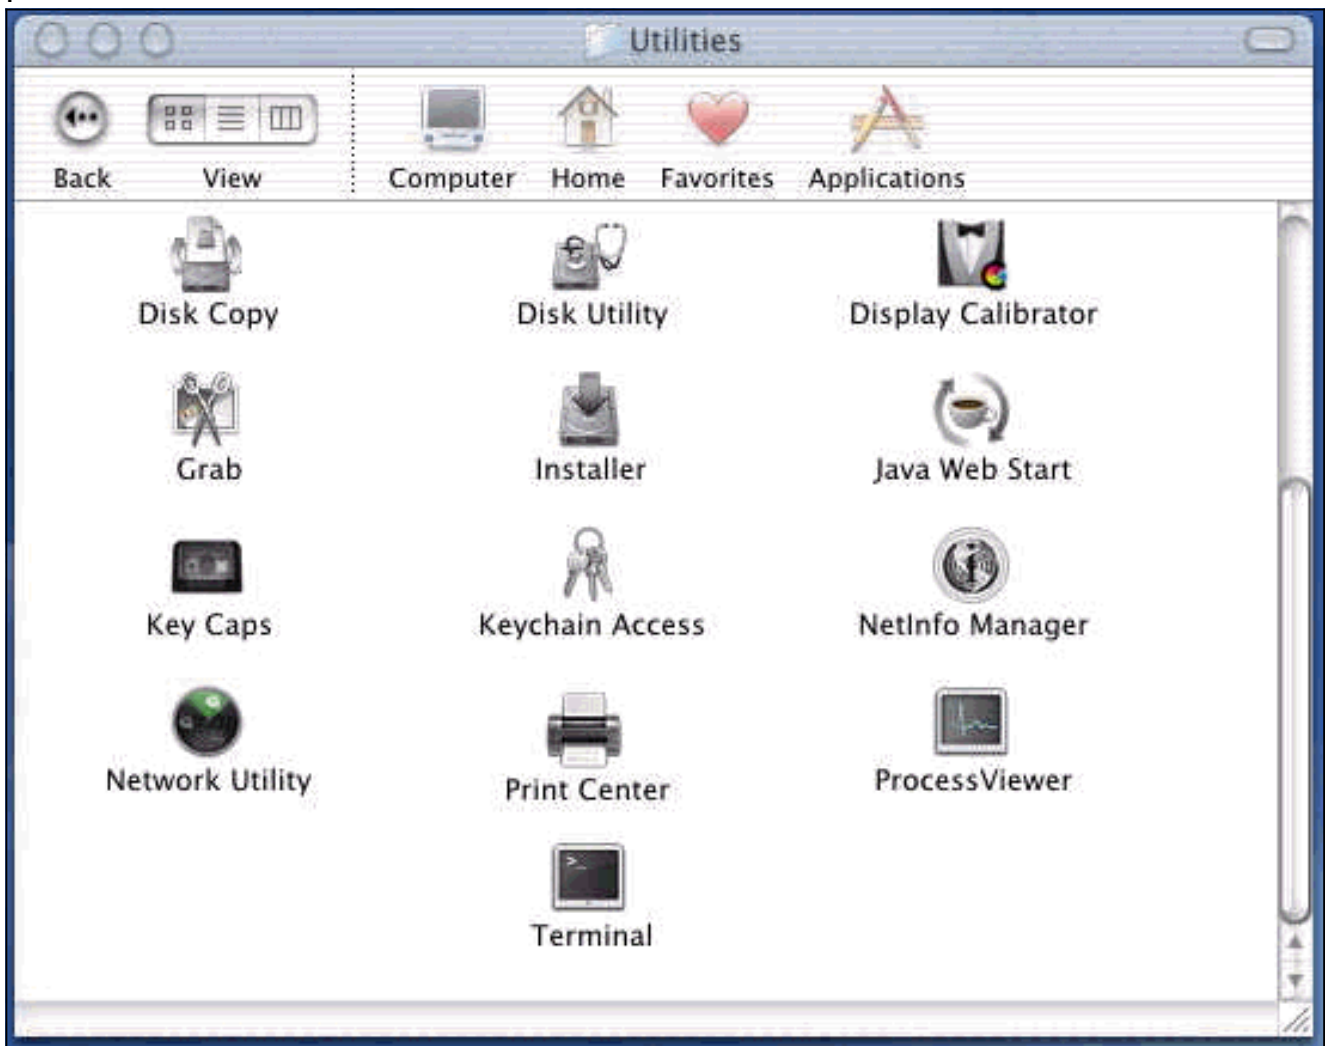 Utilities
Back View Computer Home Favorites Applications
Disk Copy Disk Utility Display Calibrator
Grab Installer Java Web Start
Key Caps Keychain Access NetInfo Manager
Network Utility Print Center ProcessViewer
Terminal